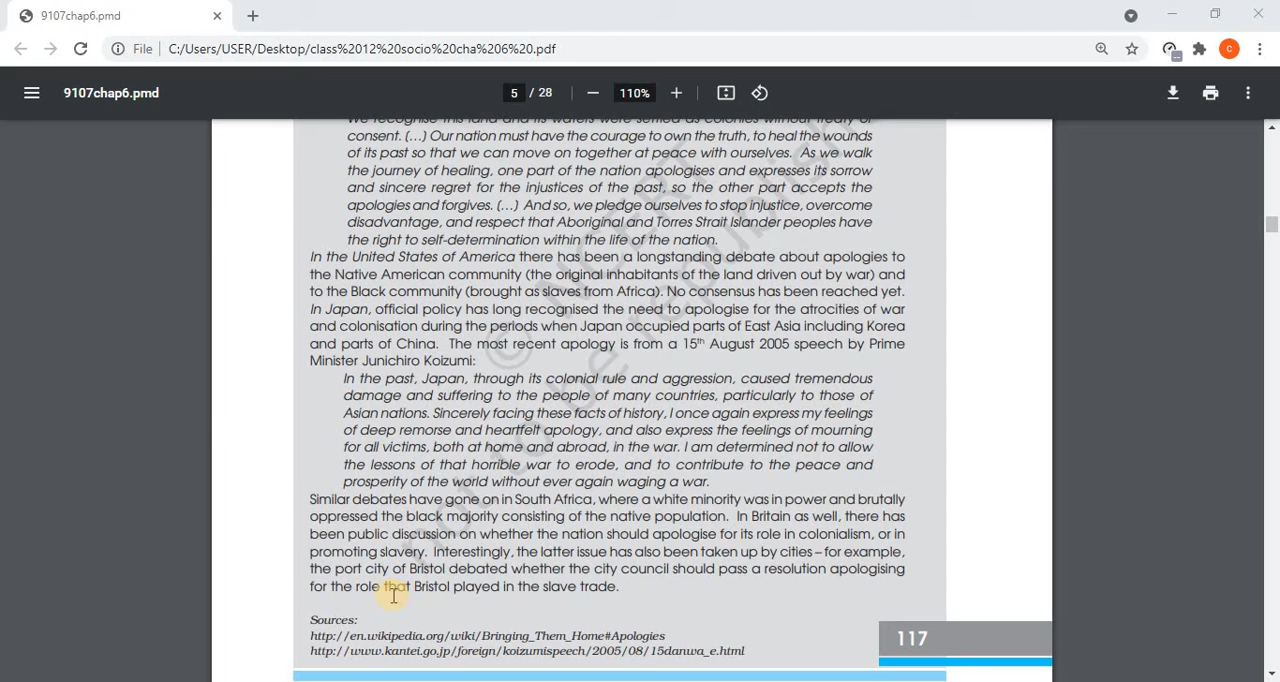 9107chap6.pmd
File C:/Users/USER/Desktop/class%2012%20socio%20cha%206%20.pdf
C
9107chap6.pmd
5 / 28
110%
We recognise this land and its waters were settled as colonies without treaty or
consent. (...) Our nation must have the courage to own the truth, to heal the wounds
of its past so that we can move on together at peace with ourselves. As we walk
the journey of healing, one part of the nation apologises and expresses its sorrow
and sincere regret for the injustices of the past, so the other part accepts the
apologies and forgives. (...) And so, we pledge ourselves to stop injustice, overcome
disadvantage, and respect that Aboriginal and Torres Strait Islander peoples have
the right to self-determination within the life of the nation.
In the United States of America there has been a longstanding debate about apologies to
the Native American community (the original inhabitants of the land driven out by war) and
to the Black community (brought as slaves from Africa). No consensus has been reached yet.
In Japan, official policy has long recognised the need to apologise for the atrocities of war
and colonisation during the periods when Japan occupied parts of East Asia including Korea
and parts of China. The most recent apology is from a 15th August 2005 speech by Prime
Minister Junichiro Koizumi:
In the past, Japan, through its colonial rule and aggression, caused tremendous
damage and suffering to the people of many countries, particularly to those of
Asian nations. Sincerely facing these facts of history, I once again express my feelings
of deep remorse and heartfelt apology, and also express the feelings of mourning
for all victims, both at home and abroad, in the war. I am determined not to allow
the lessons of that horrible war to erode, and to contribute to the peace and
prosperity of the world without ever again waging a war.
Similar debates have gone on in South Africa, where a white minority was in power and brutally
oppressed the black majority consisting of the native population. In Britain as well, there has
been public discussion on whether the nation should apologise for its role in colonialism, or in
promoting slavery. Interestingly, the latter issue has also been taken up by cities – for example,
the port city of Bristol debated whether the city council should pass a resolution apologising
for the role that Bristol played in the slave trade.
Sources:
http://en.wikipedia.org/wiki/Bringing_Them_Home#Apologies
http://www.kantei.go.jp/foreign/koizumispeech/2005/08/15danwa_e.html
117
© NCERT
not to be republish